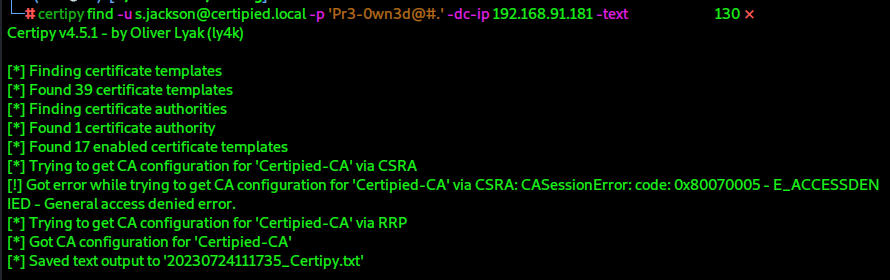 # certipy find -u s.jackson@certipied.local -p 'Pr3-0wn3d@#.' -dc-ip 192.168.91.181 -text 130 ⨯
Certipy v4.5.1 - by Oliver Lyak (ly4k)
[*] Finding certificate templates
[*] Found 39 certificate templates
[*] Finding certificate authorities
[*] Found 1 certificate authority
[*] Found 17 enabled certificate templates
[*] Trying to get CA configuration for 'Certipied-CA' via CSRA
[!] Got error while trying to get CA configuration for 'Certipied-CA' via CSRA: CASessionError: code: 0x80070005 - E_ACCESSDEN
IED - General access denied error.
[*] Trying to get CA configuration for 'Certipied-CA' via RRP
[*] Got CA configuration for 'Certipied-CA'
[*] Saved text output to '20230724111735_Certipy.txt'